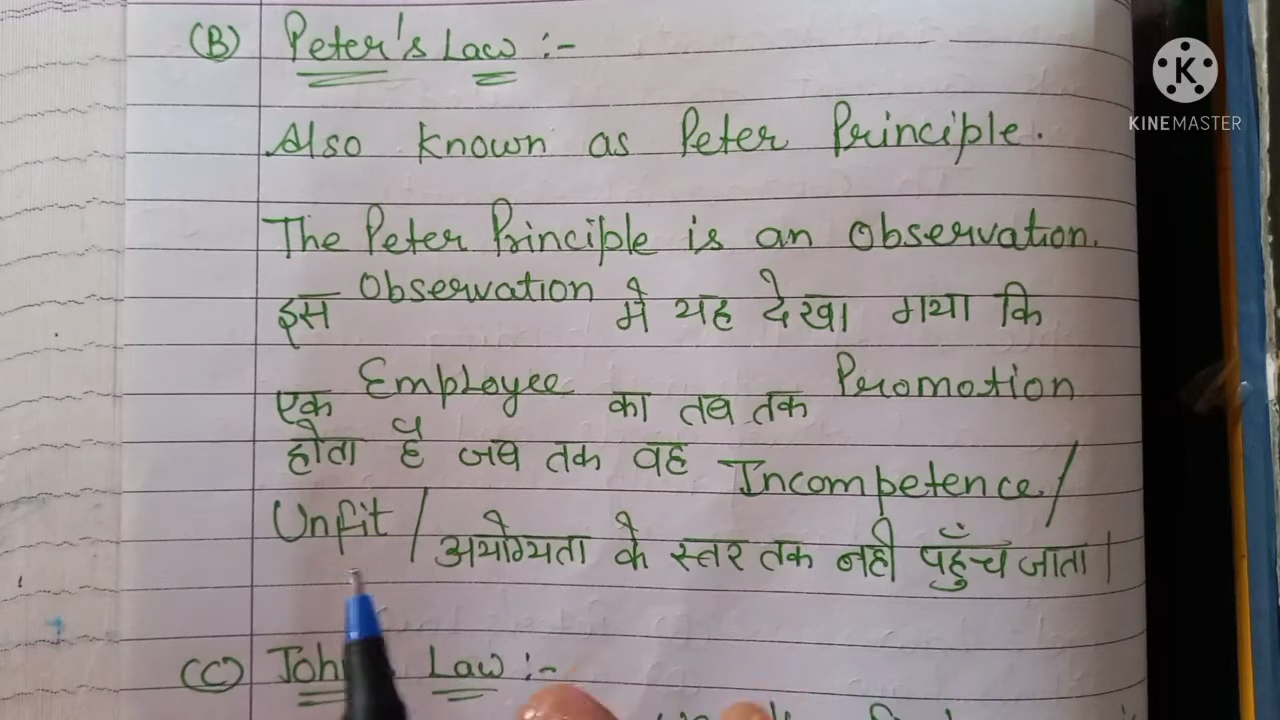 (B) Peter's Law :-
Also known as Peter Principle.
The Peter Principle is an observation.
इस observation मे यह देखा गया कि
एक Employee का तब तक Promotion
होता है जब तक वह Incompetence/
Unfit/अयोग्यता के स्तर तक नही पहुँच जाता।
(C) Law :-
K
KINEMASTER